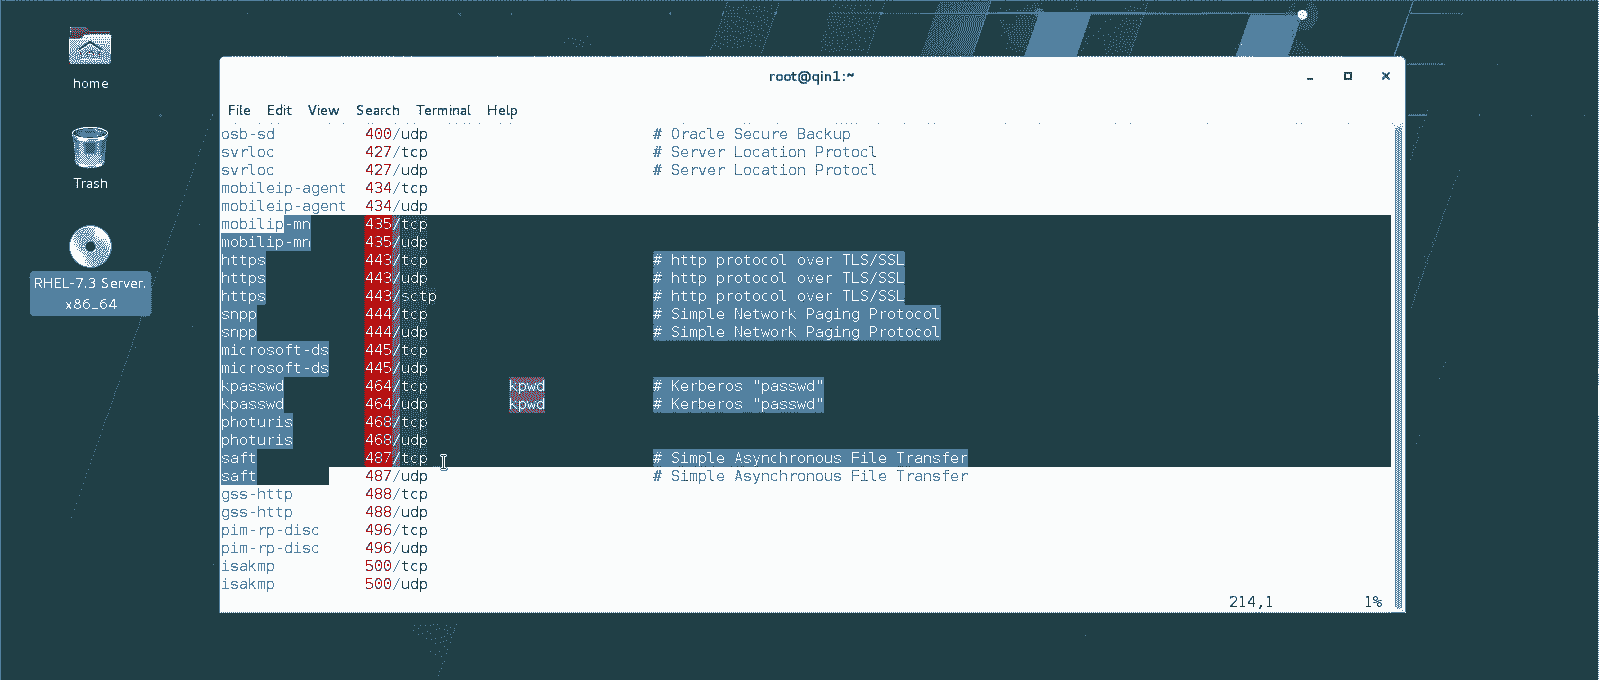 home
Trash
RHEL-7.3 Server.
x86_64
root@qin1:~
File Edit View Search Terminal Help
osb-sd 400/udp # Oracle Secure Backup
svrloc 427/tcp # Server Location Protocl
svrloc 427/udp # Server Location Protocl
mobileip-agent 434/tcp
mobileip-agent 434/udp
mobilip-mn 435/tcp
mobilip-mn 435/udp
https 443/tcp # http protocol over TLS/SSL
https 443/udp # http protocol over TLS/SSL
https 443/sctp # http protocol over TLS/SSL
snpp 444/tcp # Simple Network Paging Protocol
snpp 444/udp # Simple Network Paging Protocol
microsoft-ds 445/tcp
microsoft-ds 445/udp
kpasswd 464/tcp kpwd # Kerberos "passwd"
kpasswd 464/udp kpwd # Kerberos "passwd"
photuris 468/tcp
photuris 468/udp
saft 487/tcp # Simple Asynchronous File Transfer
saft 487/udp # Simple Asynchronous File Transfer
gss-http 488/tcp
gss-http 488/udp
pim-rp-disc 496/tcp
pim-rp-disc 496/udp
isakmp 500/tcp
isakmp 500/udp
214,1 1%